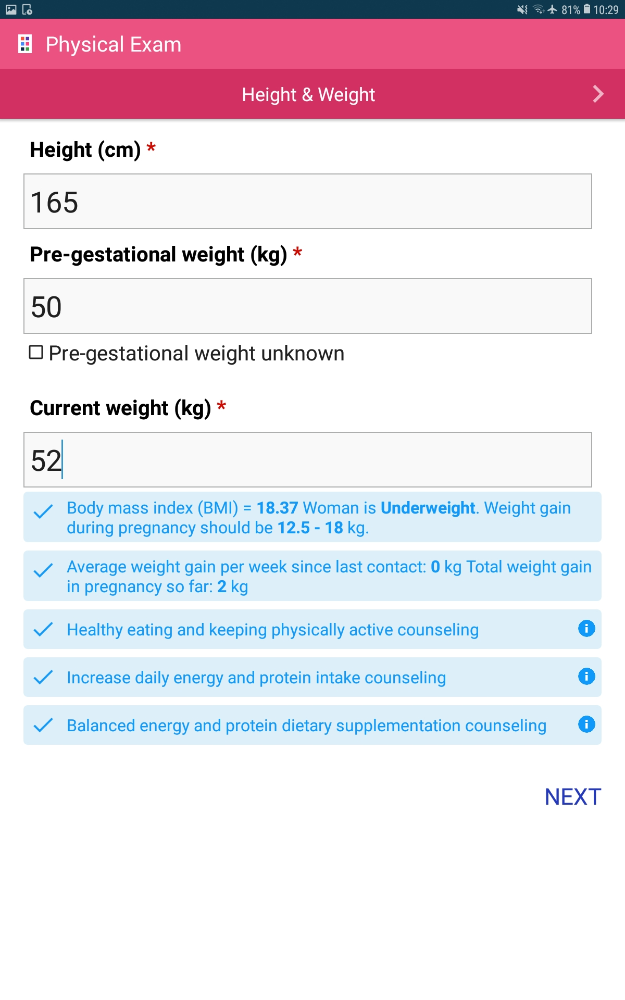 81% 10:29
Physical Exam
Height & Weight
Height (cm) *
165
Pre-gestational weight (kg) *
50
Pre-gestational weight unknown
Current weight (kg) *
52
Body mass index (BMI) = 18.37 Woman is Underweight. Weight gain
during pregnancy should be 12.5 - 18 kg.
Average weight gain per week since last contact: 0 kg Total weight gain
in pregnancy so far: 2 kg
Healthy eating and keeping physically active counseling
Increase daily energy and protein intake counseling
Balanced energy and protein dietary supplementation counseling
NEXT